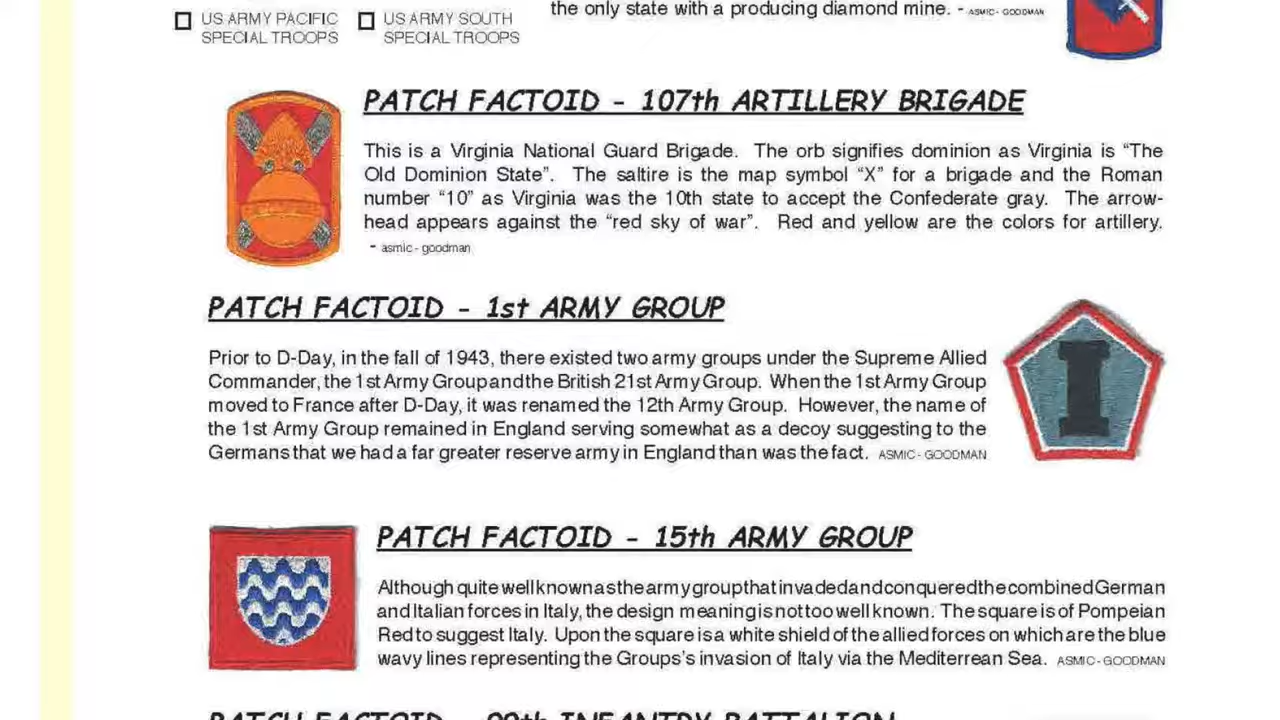 US ARMY PACIFIC
SPECIAL TROOPS
US ARMY SOUTH
SPECIAL TROOPS
the only state with a producing diamond mine. - ASMIC - GOODMAN
PATCH FACTOID - 107th ARTILLERY BRIGADE
This is a Virginia National Guard Brigade. The orb signifies dominion as Virginia is “The
Old Dominion State”. The saltire is the map symbol “X” for a brigade and the Roman
number “10” as Virginia was the 10th state to accept the Confederate gray. The arrow-
head appears against the “red sky of war”. Red and yellow are the colors for artillery.
- asmic - goodman
PATCH FACTOID - 1st ARMY GROUP
Prior to D-Day, in the fall of 1943, there existed two army groups under the Supreme Allied
Commander, the 1st Army Group and the British 21st Army Group. When the 1st Army Group
moved to France after D-Day, it was renamed the 12th Army Group. However, the name of
the 1st Army Group remained in England serving somewhat as a decoy suggesting to the
Germans that we had a far greater reserve army in England than was the fact. ASMIC - GOODMAN
I
PATCH FACTOID - 15th ARMY GROUP
Although quite well known as the army group that invaded and conquered the combined German
and Italian forces in Italy, the design meaning is not too well known. The square is of Pompeian
Red to suggest Italy. Upon the square is a white shield of the allied forces on which are the blue
wavy lines representing the Groups's invasion of Italy via the Mediterrean Sea. ASMIC - GOODMAN
PATCH FACTOID - 99th INFANTRY BATTALION